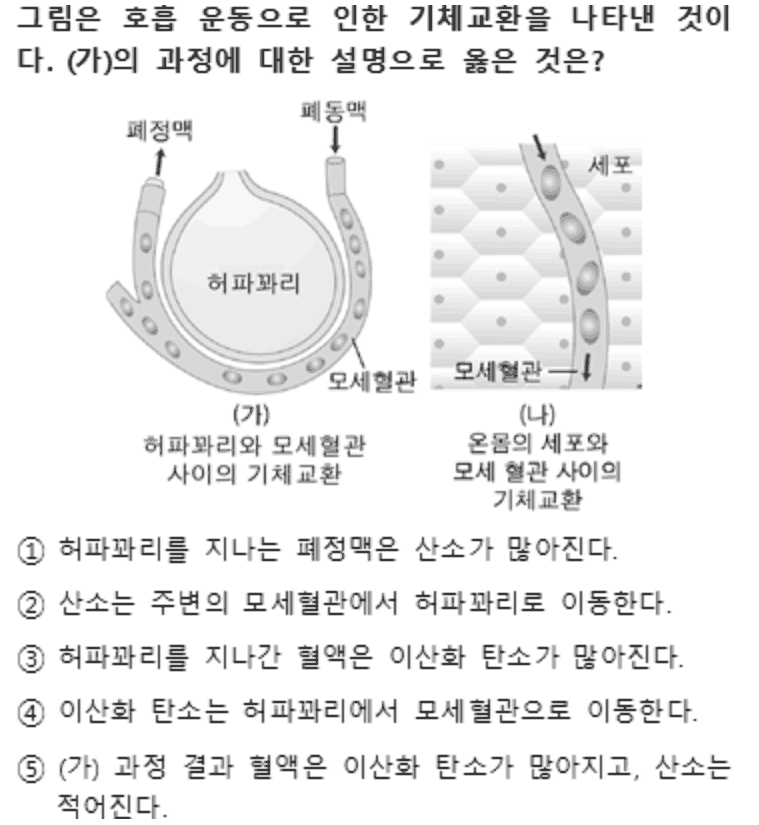 그림은 호흡 운동으로 인한 기체교환을 나타낸 것이
다. (가)의 과정에 대한 설명으로 옳은 것은?
폐동맥
폐정맥
세포
허파꽈리
모세혈관
모세혈관
(가)
허파꽈리와 모세혈관
사이의 기체교환
(나)
온몸의 세포와
모세 혈관 사이의
기체교환
① 허파꽈리를 지나는 폐정맥은 산소가 많아진다.
② 산소는 주변의 모세혈관에서 허파꽈리로 이동한다.
③ 허파꽈리를 지나간 혈액은 이산화 탄소가 많아진다.
④ 이산화 탄소는 허파꽈리에서 모세혈관으로 이동한다.
⑤ (가) 과정 결과 혈액은 이산화 탄소가 많아지고, 산소는
적어진다.